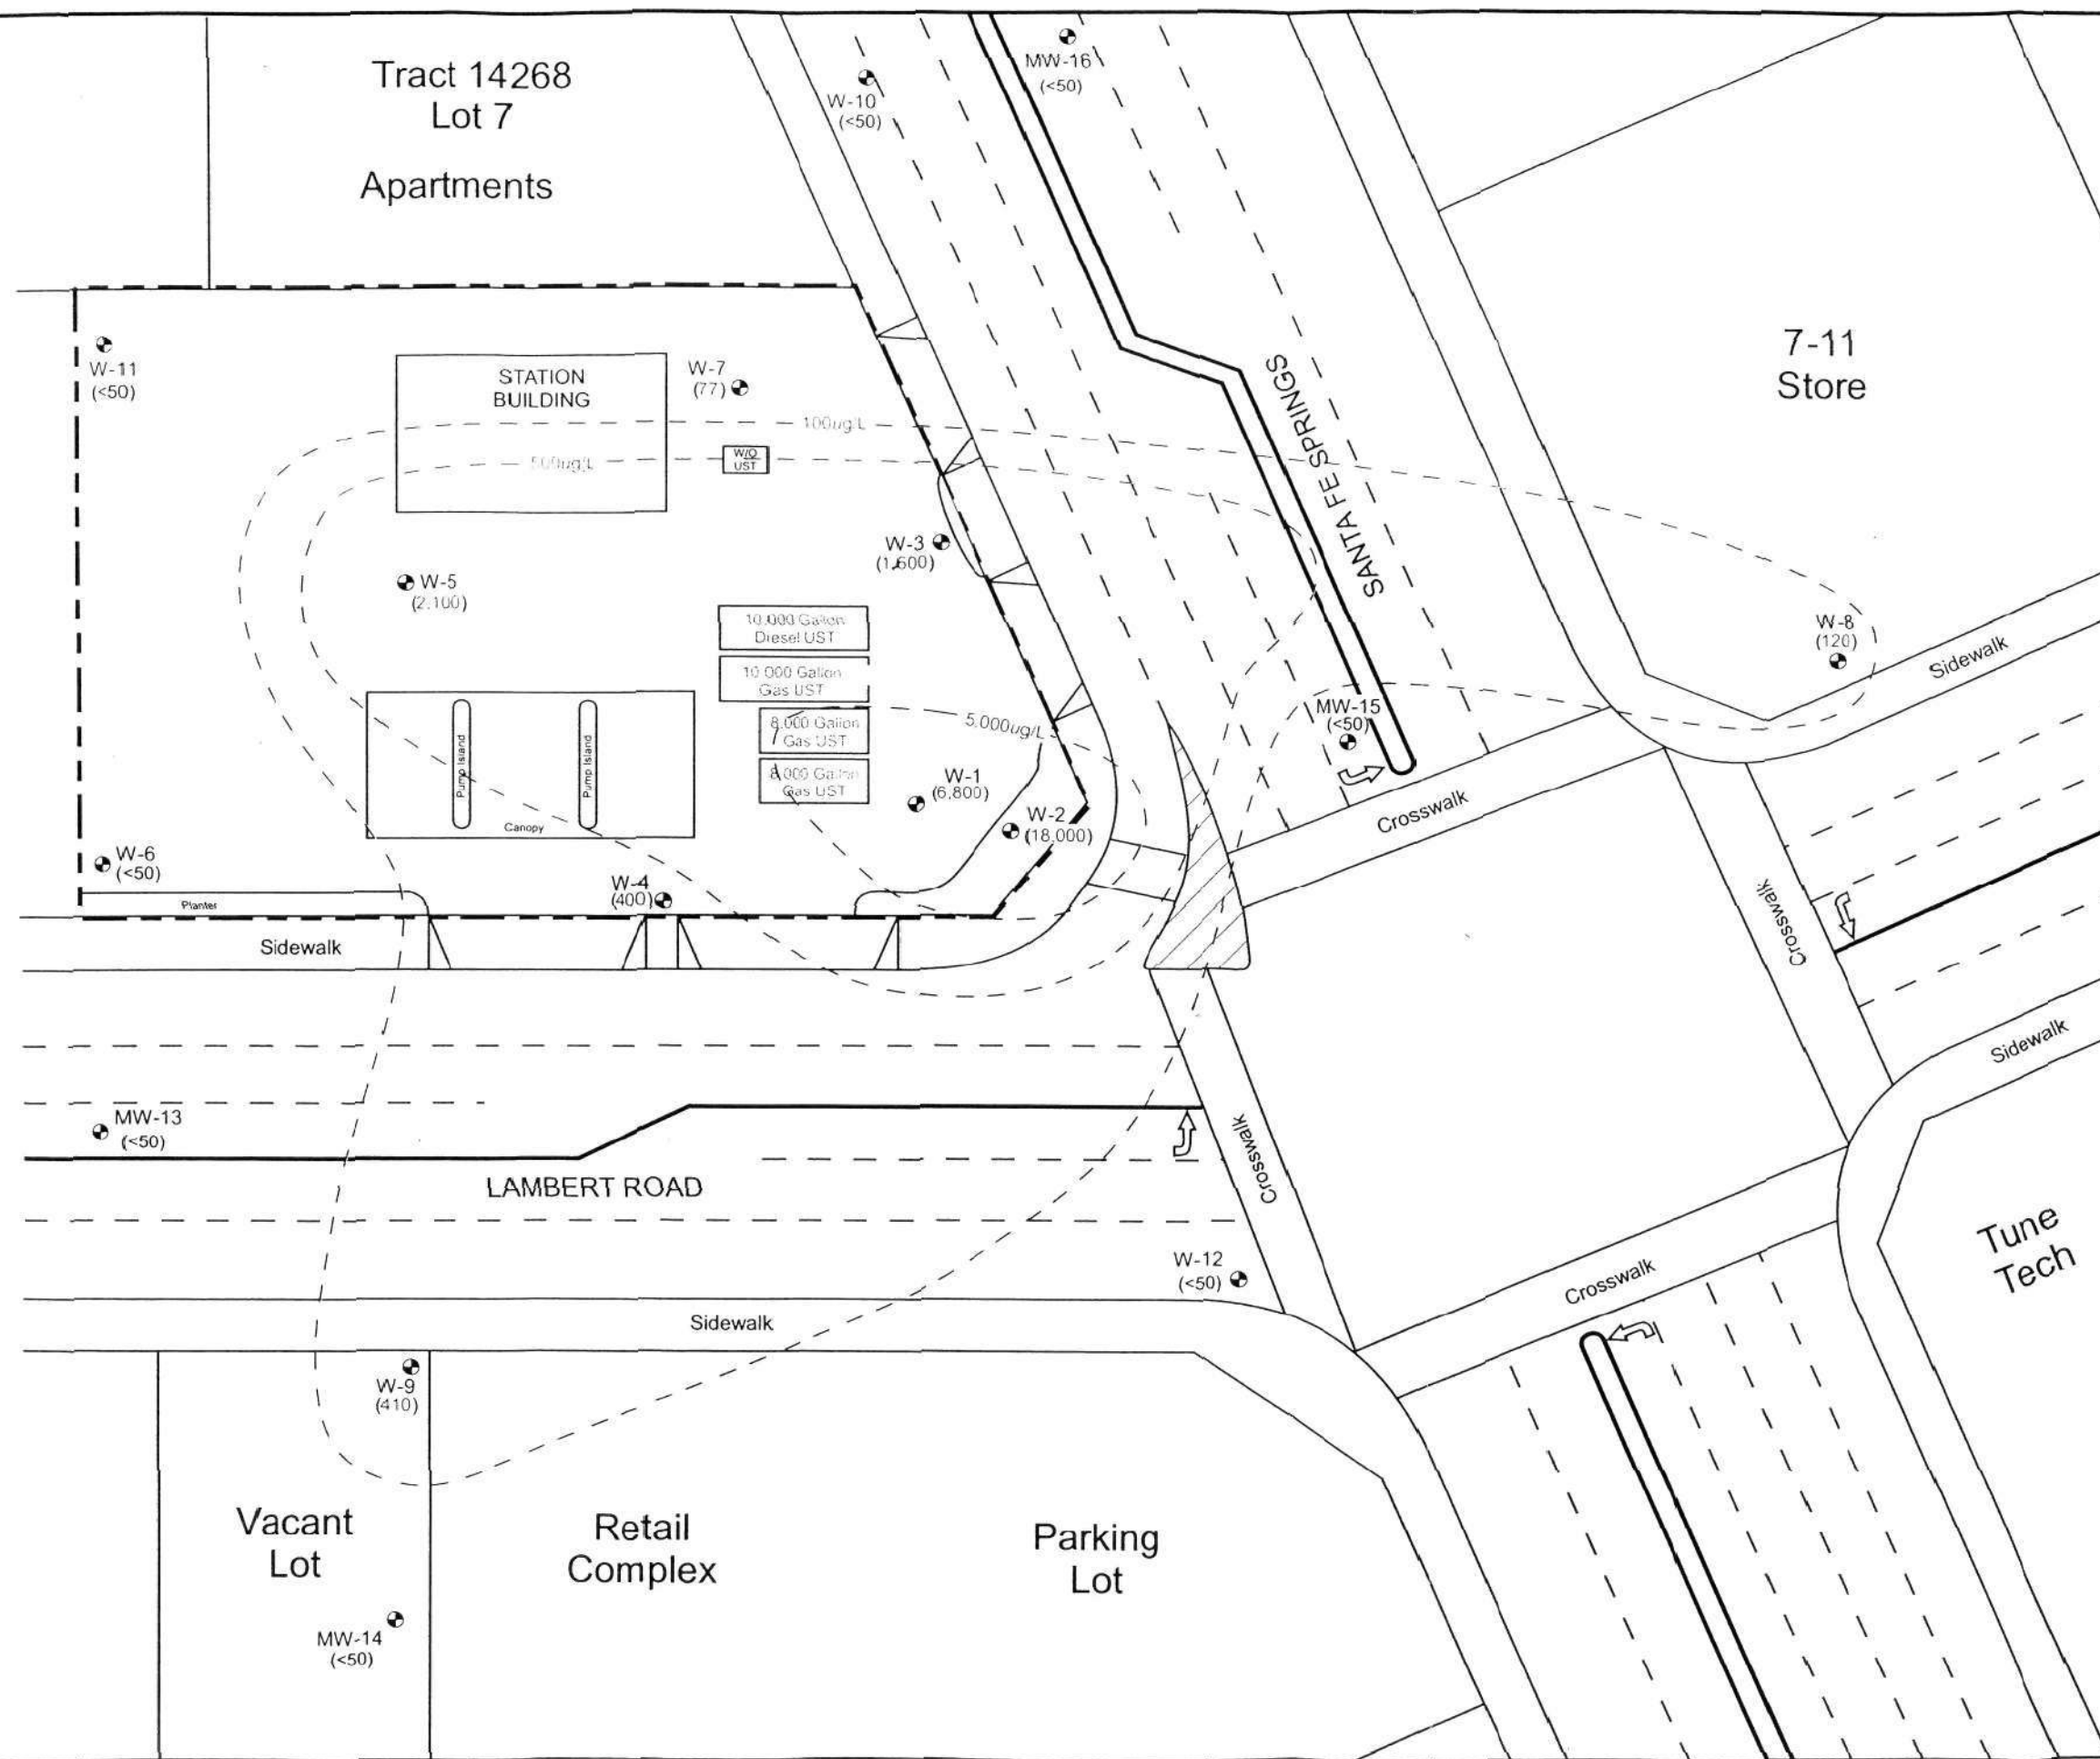 Tract 14268
Lot 7
Apartments
W-10
(<50)
MW-16
(<50)
7-11
Store
SANTA FE SPRINGS
W-11
(<50)
STATION
BUILDING
W-7
(77)
100ug/L
500ug/L
W/O
UST
W-3
(1,600)
W-5
(2,100)
10,000 Gallon
Diesel UST
10,000 Gallon
Gas UST
8,000 Gallon
Gas UST
8,000 Gallon
Gas UST
5,000ug/L
W-8
(120)
Sidewalk
MW-15
(<50)
Pump Island
Pump Island
Canopy
W-1
(6,800)
W-2
(18,000)
Crosswalk
W-6
(<50)
Planter
W-4
(400)
Sidewalk
Crosswalk
Sidewalk
MW-13
(<50)
LAMBERT ROAD
Crosswalk
W-12
(<50)
Crosswalk
Tune
Tech
Sidewalk
W-9
(410)
Vacant
Lot
Retail
Complex
Parking
Lot
MW-14
(<50)